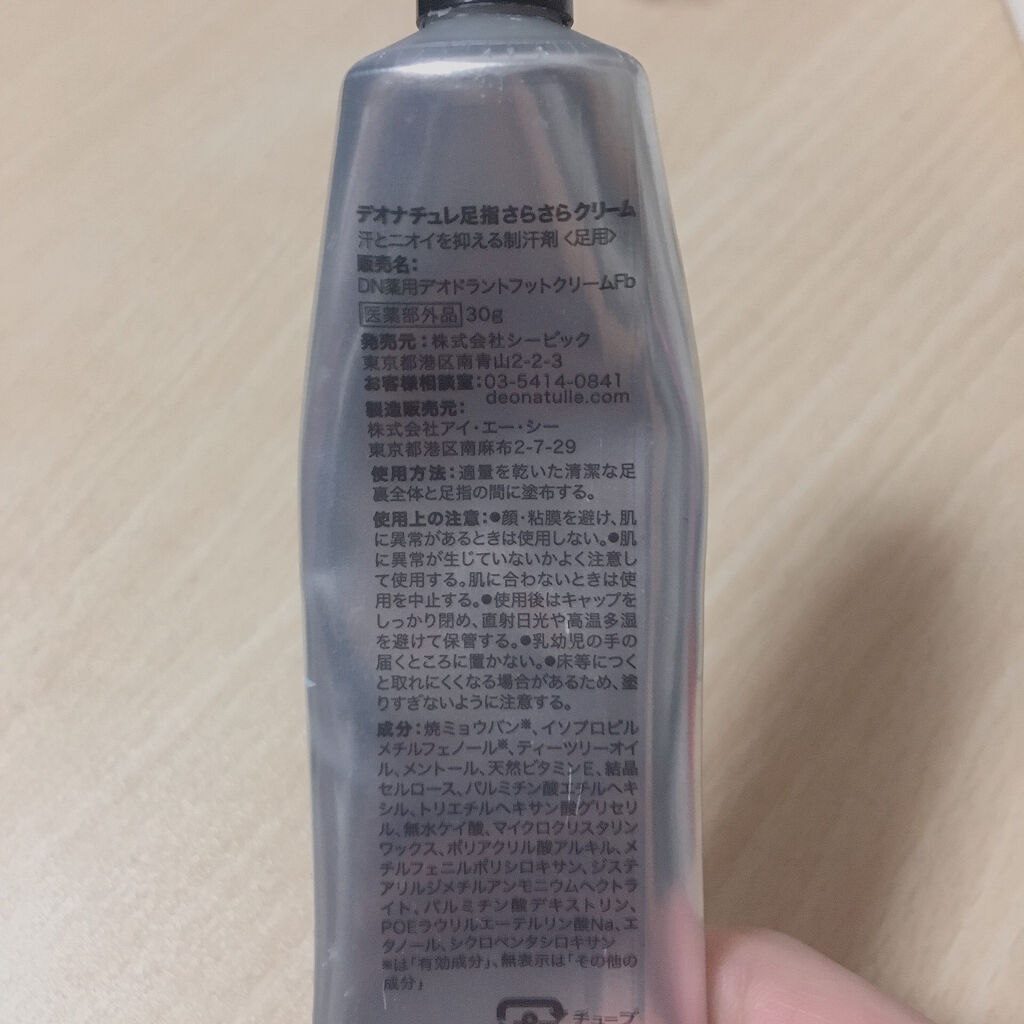 デオナチュレ足指さらさらクリーム
汗とニオイを抑える制汗剤〈足用〉
販売名：
DN薬用デオドラントフットクリームFb
医薬部外品 30g
発売元：株式会社シービック
東京都港区南青山2-2-3
お客様相談室：03-5414-0841
deonatulle.com
製造販売元：
株式会社アイ・エー・シー
東京都港区南麻布2-7-29
使用方法：適量を乾いた清潔な足
裏全体と足指の間に塗布する。
使用上の注意：●顔・粘膜を避け、肌
に異常があるときは使用しない。●肌
に異常が生じていないかよく注意し
て使用する。肌に合わないときは使
用を中止する。●使用後はキャップを
しっかり閉め、直射日光や高温多湿
を避けて保管する。●乳幼児の手の
届くところに置かない。●床等につく
と取れにくくなる場合があるため、塗
りすぎないように注意する。
成分：焼ミョウバン※、イソプロピル
メチルフェノール※、ティーツリーオイ
ル、メントール、天然ビタミンE、結晶
セルロース、パルミチン酸エチルヘキ
シル、トリエチルヘキサン酸グリセリ
ル、無水ケイ酸、マイクロクリスタリン
ワックス、ポリアクリル酸アルキル、メ
チルフェニルポリシロキサン、ジステ
アリルジメチルアンモニウムヘクトラ
イト、パルミチン酸デキストリン、
POEラウリルエーテルリン酸Na、エ
タノール、シクロペンタシロキサン
※は「有効成分」、無表示は「その他の
成分」
チューブ